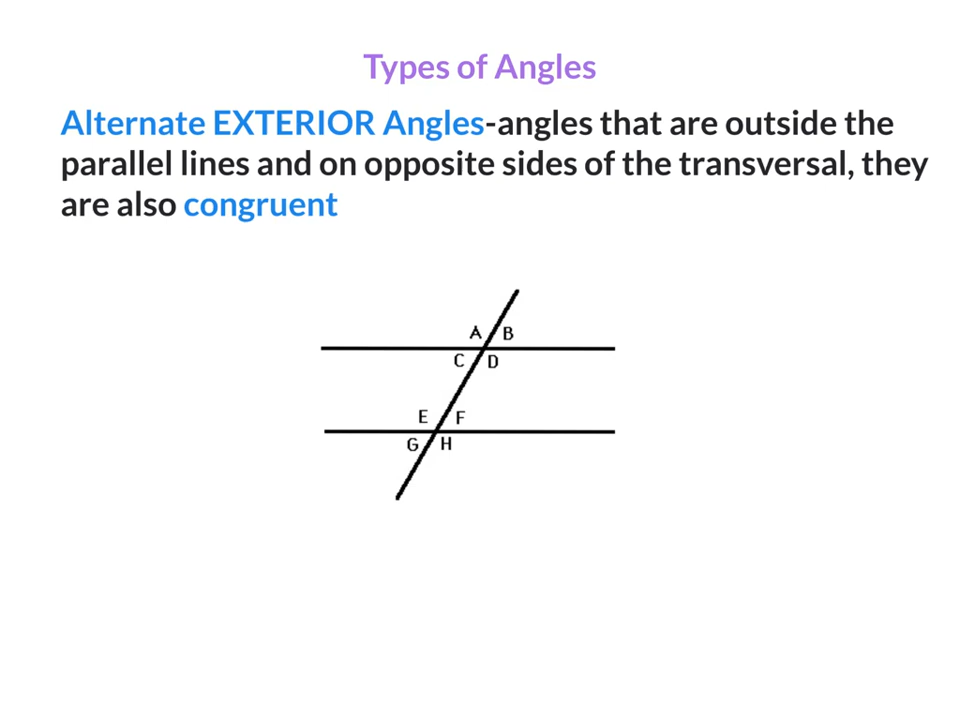 Types of Angles
Alternate EXTERIOR Angles-angles that are outside the
parallel lines and on opposite sides of the transversal, they
are also congruent
A B
C D
E F
G H